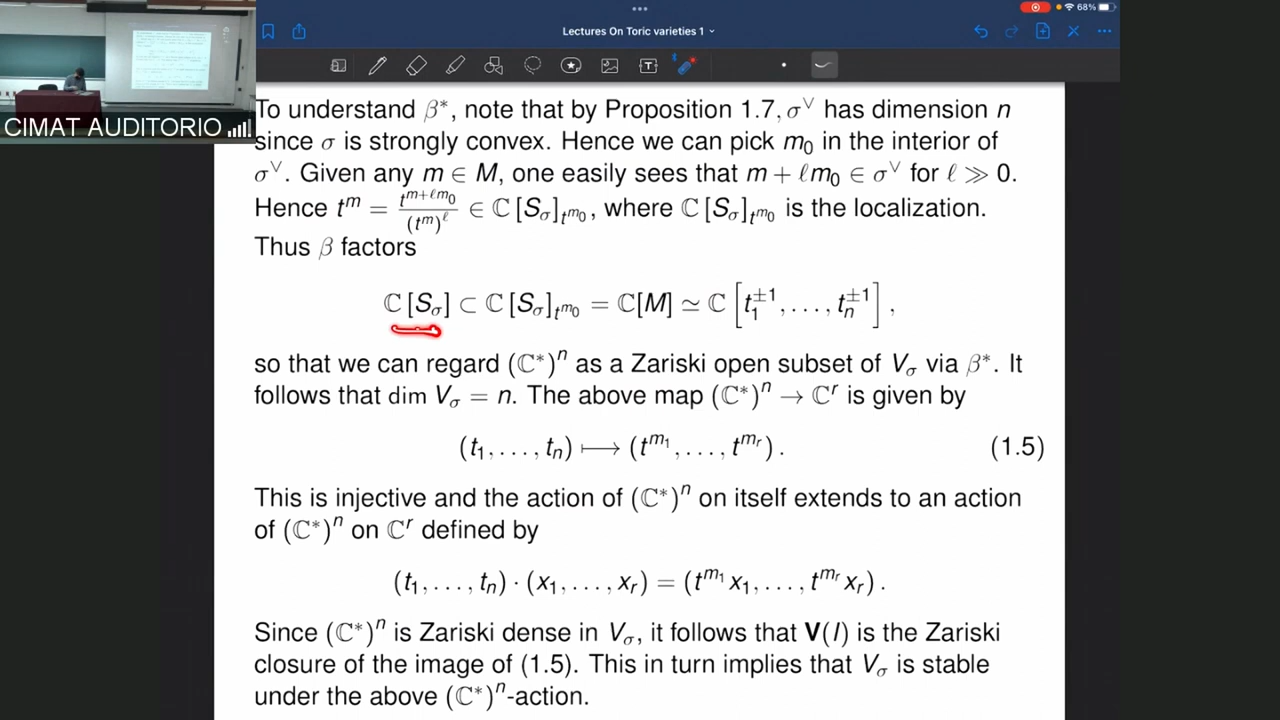 68%
Lectures On Toric varieties 1
CIMAT AUDITORIO
To understand β*, note that by Proposition 1.7, σ^∨ has dimension n
since σ is strongly convex. Hence we can pick m_0 in the interior of
σ^∨. Given any m ∈ M, one easily sees that m + ℓm_0 ∈ σ^∨ for ℓ ≫ 0.
Hence t^m = \frac{t^{m+ℓm_0}}{(t^m)^ℓ} ∈ ℂ[S_σ]_{t^{m_0}}, where ℂ[S_σ]_{t^{m_0}} is the localization.
Thus β factors
ℂ[S_σ] ⊂ ℂ[S_σ]_{t^{m_0}} = ℂ[M] ≃ ℂ[t_1^{±1}, . . . , t_n^{±1}],
so that we can regard (ℂ*)^n as a Zariski open subset of V_σ via β*. It
follows that dim V_σ = n. The above map (ℂ*)^n → ℂ^r is given by
(t_1, . . . , t_n) ⟼ (t^{m_1}, . . . , t^{m_r}). (1.5)
This is injective and the action of (ℂ*)^n on itself extends to an action
of (ℂ*)^n on ℂ^r defined by
(t_1, . . . , t_n) · (x_1, . . . , x_r) = (t^{m_1}x_1, . . . , t^{m_r}x_r).
Since (ℂ*)^n is Zariski dense in V_σ, it follows that V(I) is the Zariski
closure of the image of (1.5). This in turn implies that V_σ is stable
under the above (ℂ*)^n-action.